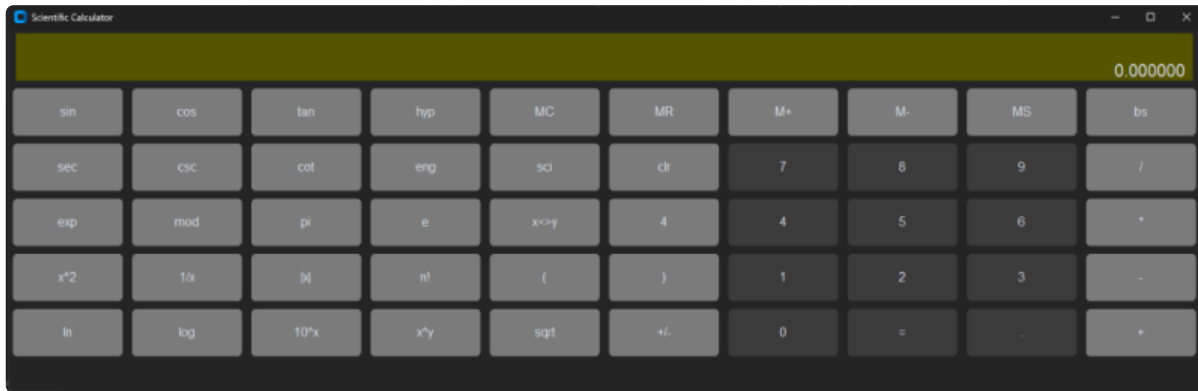 Scientific Calculator
0.000000
sin cos tan hyp MC MR M+ M- MS bs
sec csc cot eng sci clr 7 8 9 /
exp mod pi e x<>y 4 4 5 6 *
x^2 1/x |x| n! ( ) 1 2 3 -
ln log 10^x x^y sqrt +/- 0 = . +